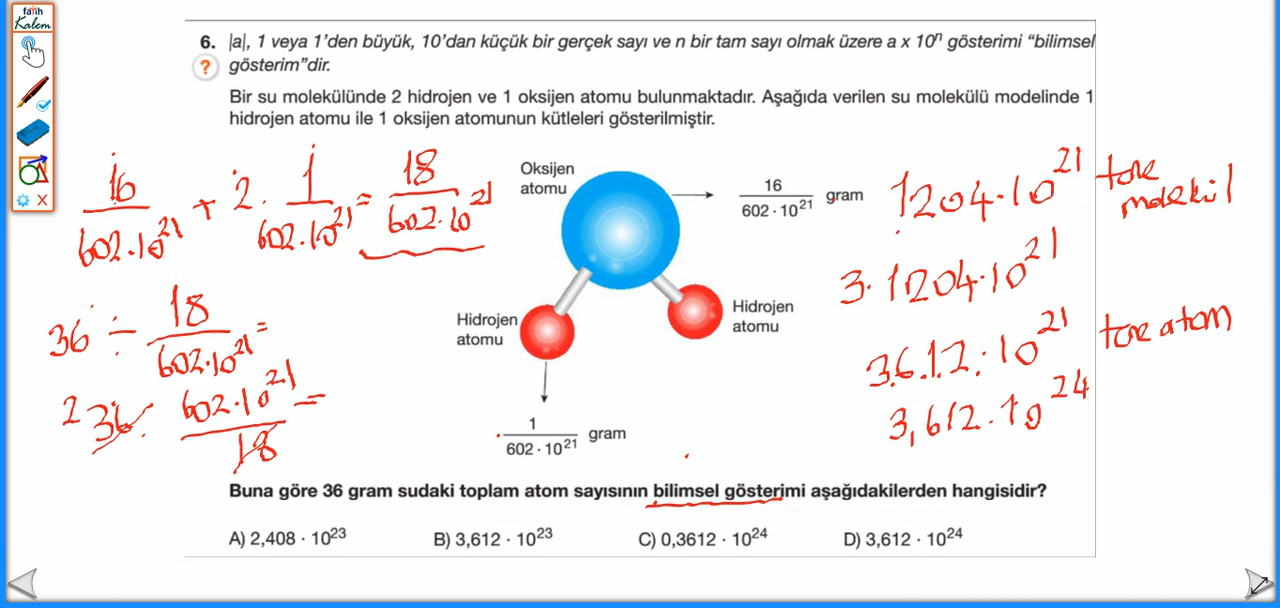 fatih
Kalem
6. |a|, 1 veya 1’den büyük, 10’dan küçük bir gerçek sayı ve n bir tam sayı olmak üzere a x 10ⁿ gösterimi “bilimsel
? gösterim”dir.
Bir su molekülünde 2 hidrojen ve 1 oksijen atomu bulunmaktadır. Aşağıda verilen su molekülü modelinde 1
hidrojen atomu ile 1 oksijen atomunun kütleleri gösterilmiştir.
16/602·10²¹ + 2·1/602·10²¹ = 18/602·10²¹
36 ÷ 18/602·10²¹ =
2 36 · 602·10²¹/18 =
Oksijen
atomu
16/602 · 10²¹ gram
Hidrojen
atomu
Hidrojen
atomu
1/602 · 10²¹ gram
1204·10²¹ tane
molekül
3·1204·10²¹
3612·10²¹ tane atom
3,612·10²⁴
Buna göre 36 gram sudaki toplam atom sayısının bilimsel gösterimi aşağıdakilerden hangisidir?
A) 2,408 · 10²³ B) 3,612 · 10²³ C) 0,3612 · 10²⁴ D) 3,612 · 10²⁴